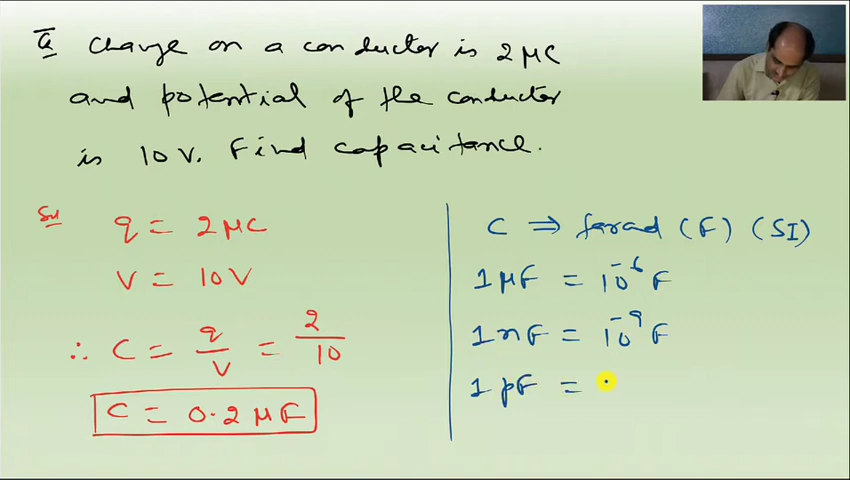 Q Charge on a conductor is 2 μC
and potential of the conductor
is 10 V. Find capacitance.
Sol
q = 2 μC
V = 10 V
∴ C = q/V = 2/10
C = 0.2 μF
C ⇒ farad (F) (SI)
1 μF = 10⁻⁶ F
1 nF = 10⁻⁹ F
1 pF =